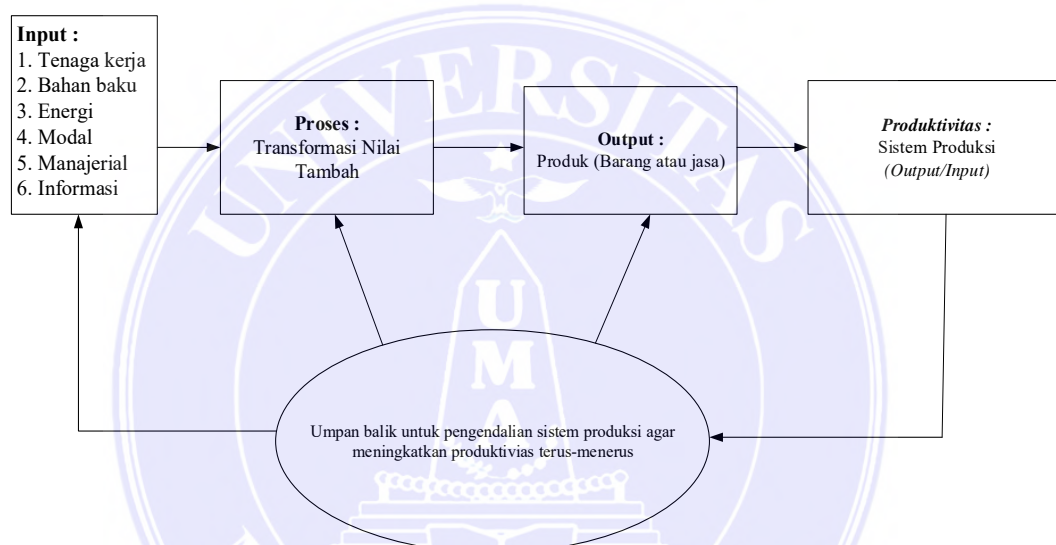 Input :
1. Tenaga kerja
2. Bahan baku
3. Energi
4. Modal
5. Manajerial
6. Informasi
Proses :
Transformasi Nilai
Tambah
Output :
Produk (Barang atau jasa)
Produktivitas :
Sistem Produksi
(Output/Input)
Umpan balik untuk pengendalian sistem produksi agar
meningkatkan produktivias terus-menerus
UNIVERSITAS
U
M
A